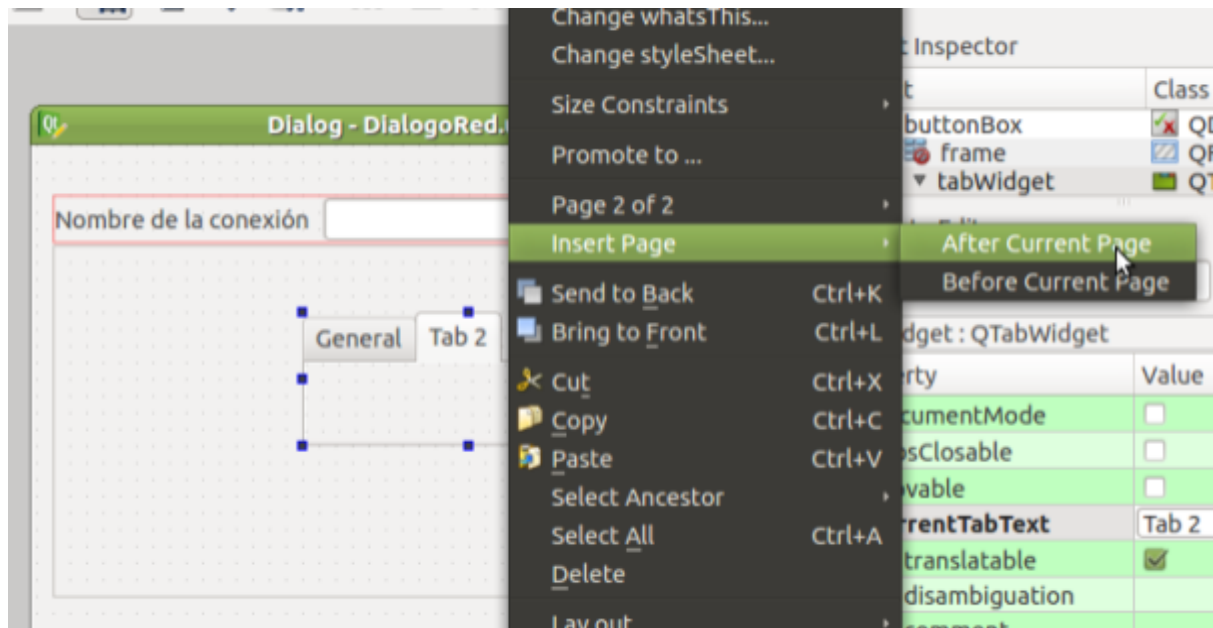 Change whatsThis...
Change styleSheet...
Size Constraints
Promote to ...
Page 2 of 2
Insert Page
Send to Back Ctrl+K
Bring to Front Ctrl+L
Cut Ctrl+X
Copy Ctrl+C
Paste Ctrl+V
Select Ancestor
Select All Ctrl+A
Delete
Lay out
After Current Page
Before Current Page
Dialog - DialogoRed.
Nombre de la conexión
General Tab 2
Inspector
Class
buttonBox
frame
tabWidget
: QTabWidget
Value
translatable
disambiguation
Tab 2